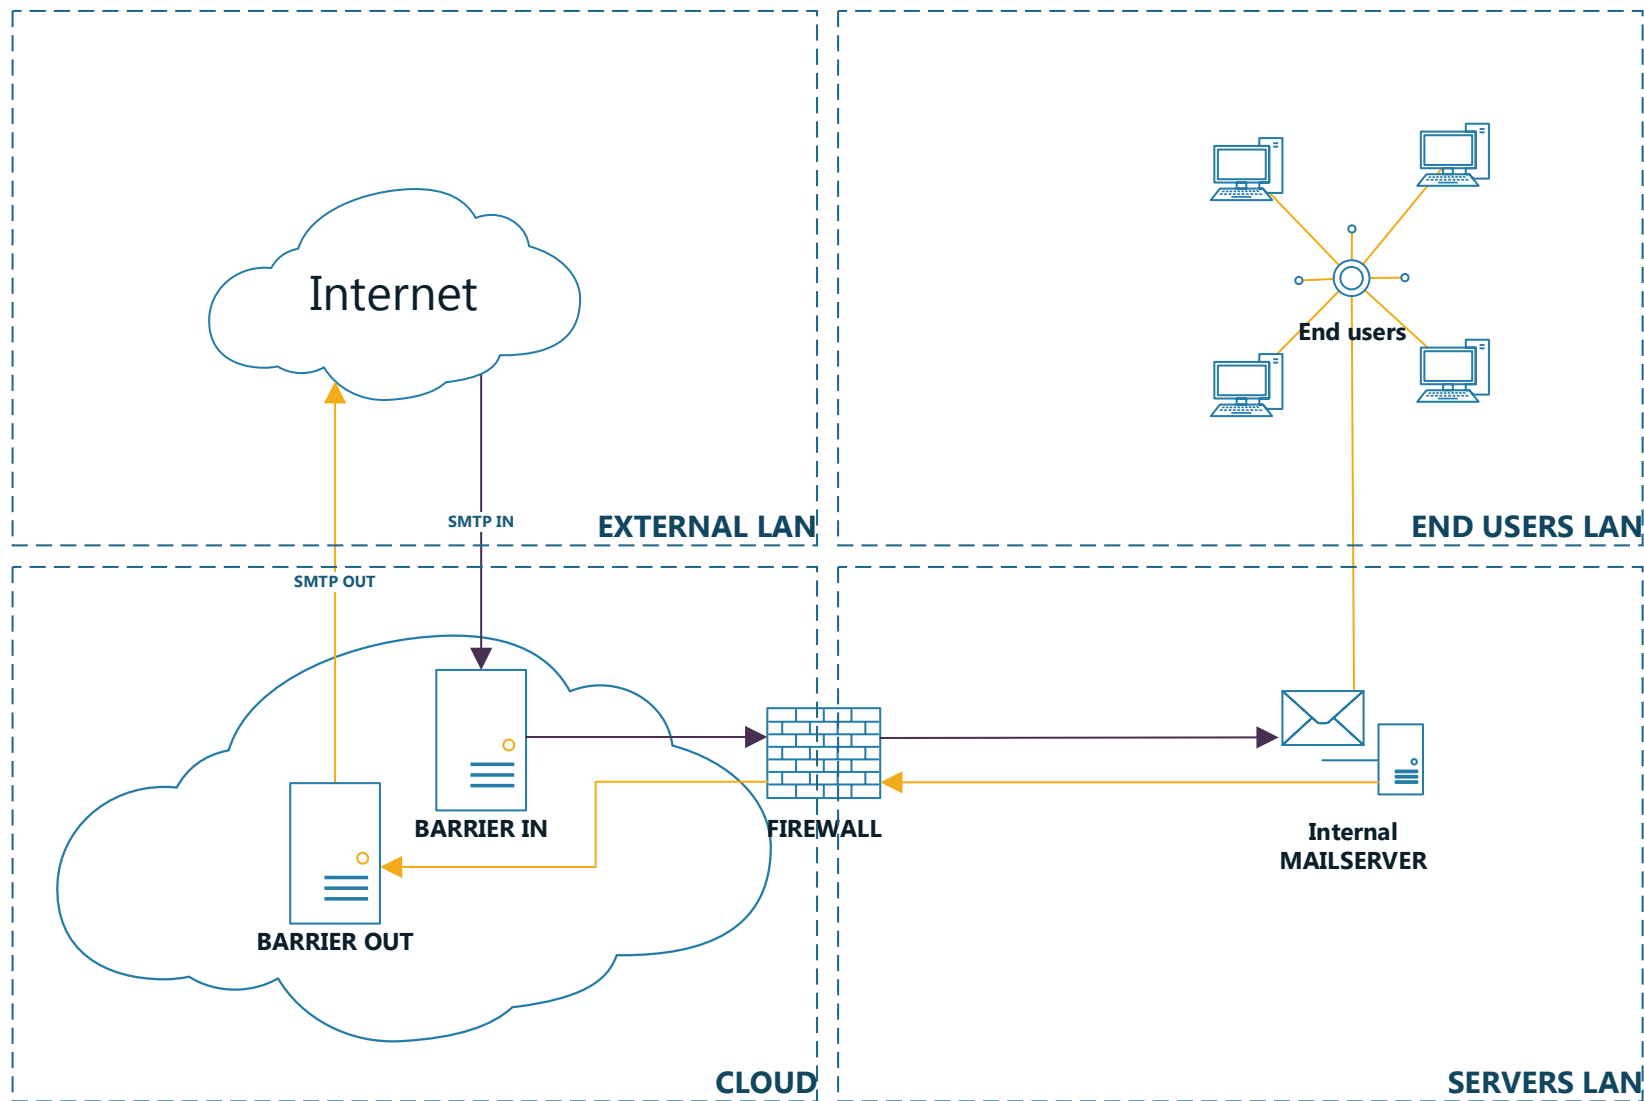 Internet
End users
SMTP IN
EXTERNAL LAN
END USERS LAN
SMTP OUT
BARRIER IN
FIREWALL
Internal
MAILSERVER
BARRIER OUT
CLOUD
SERVERS LAN